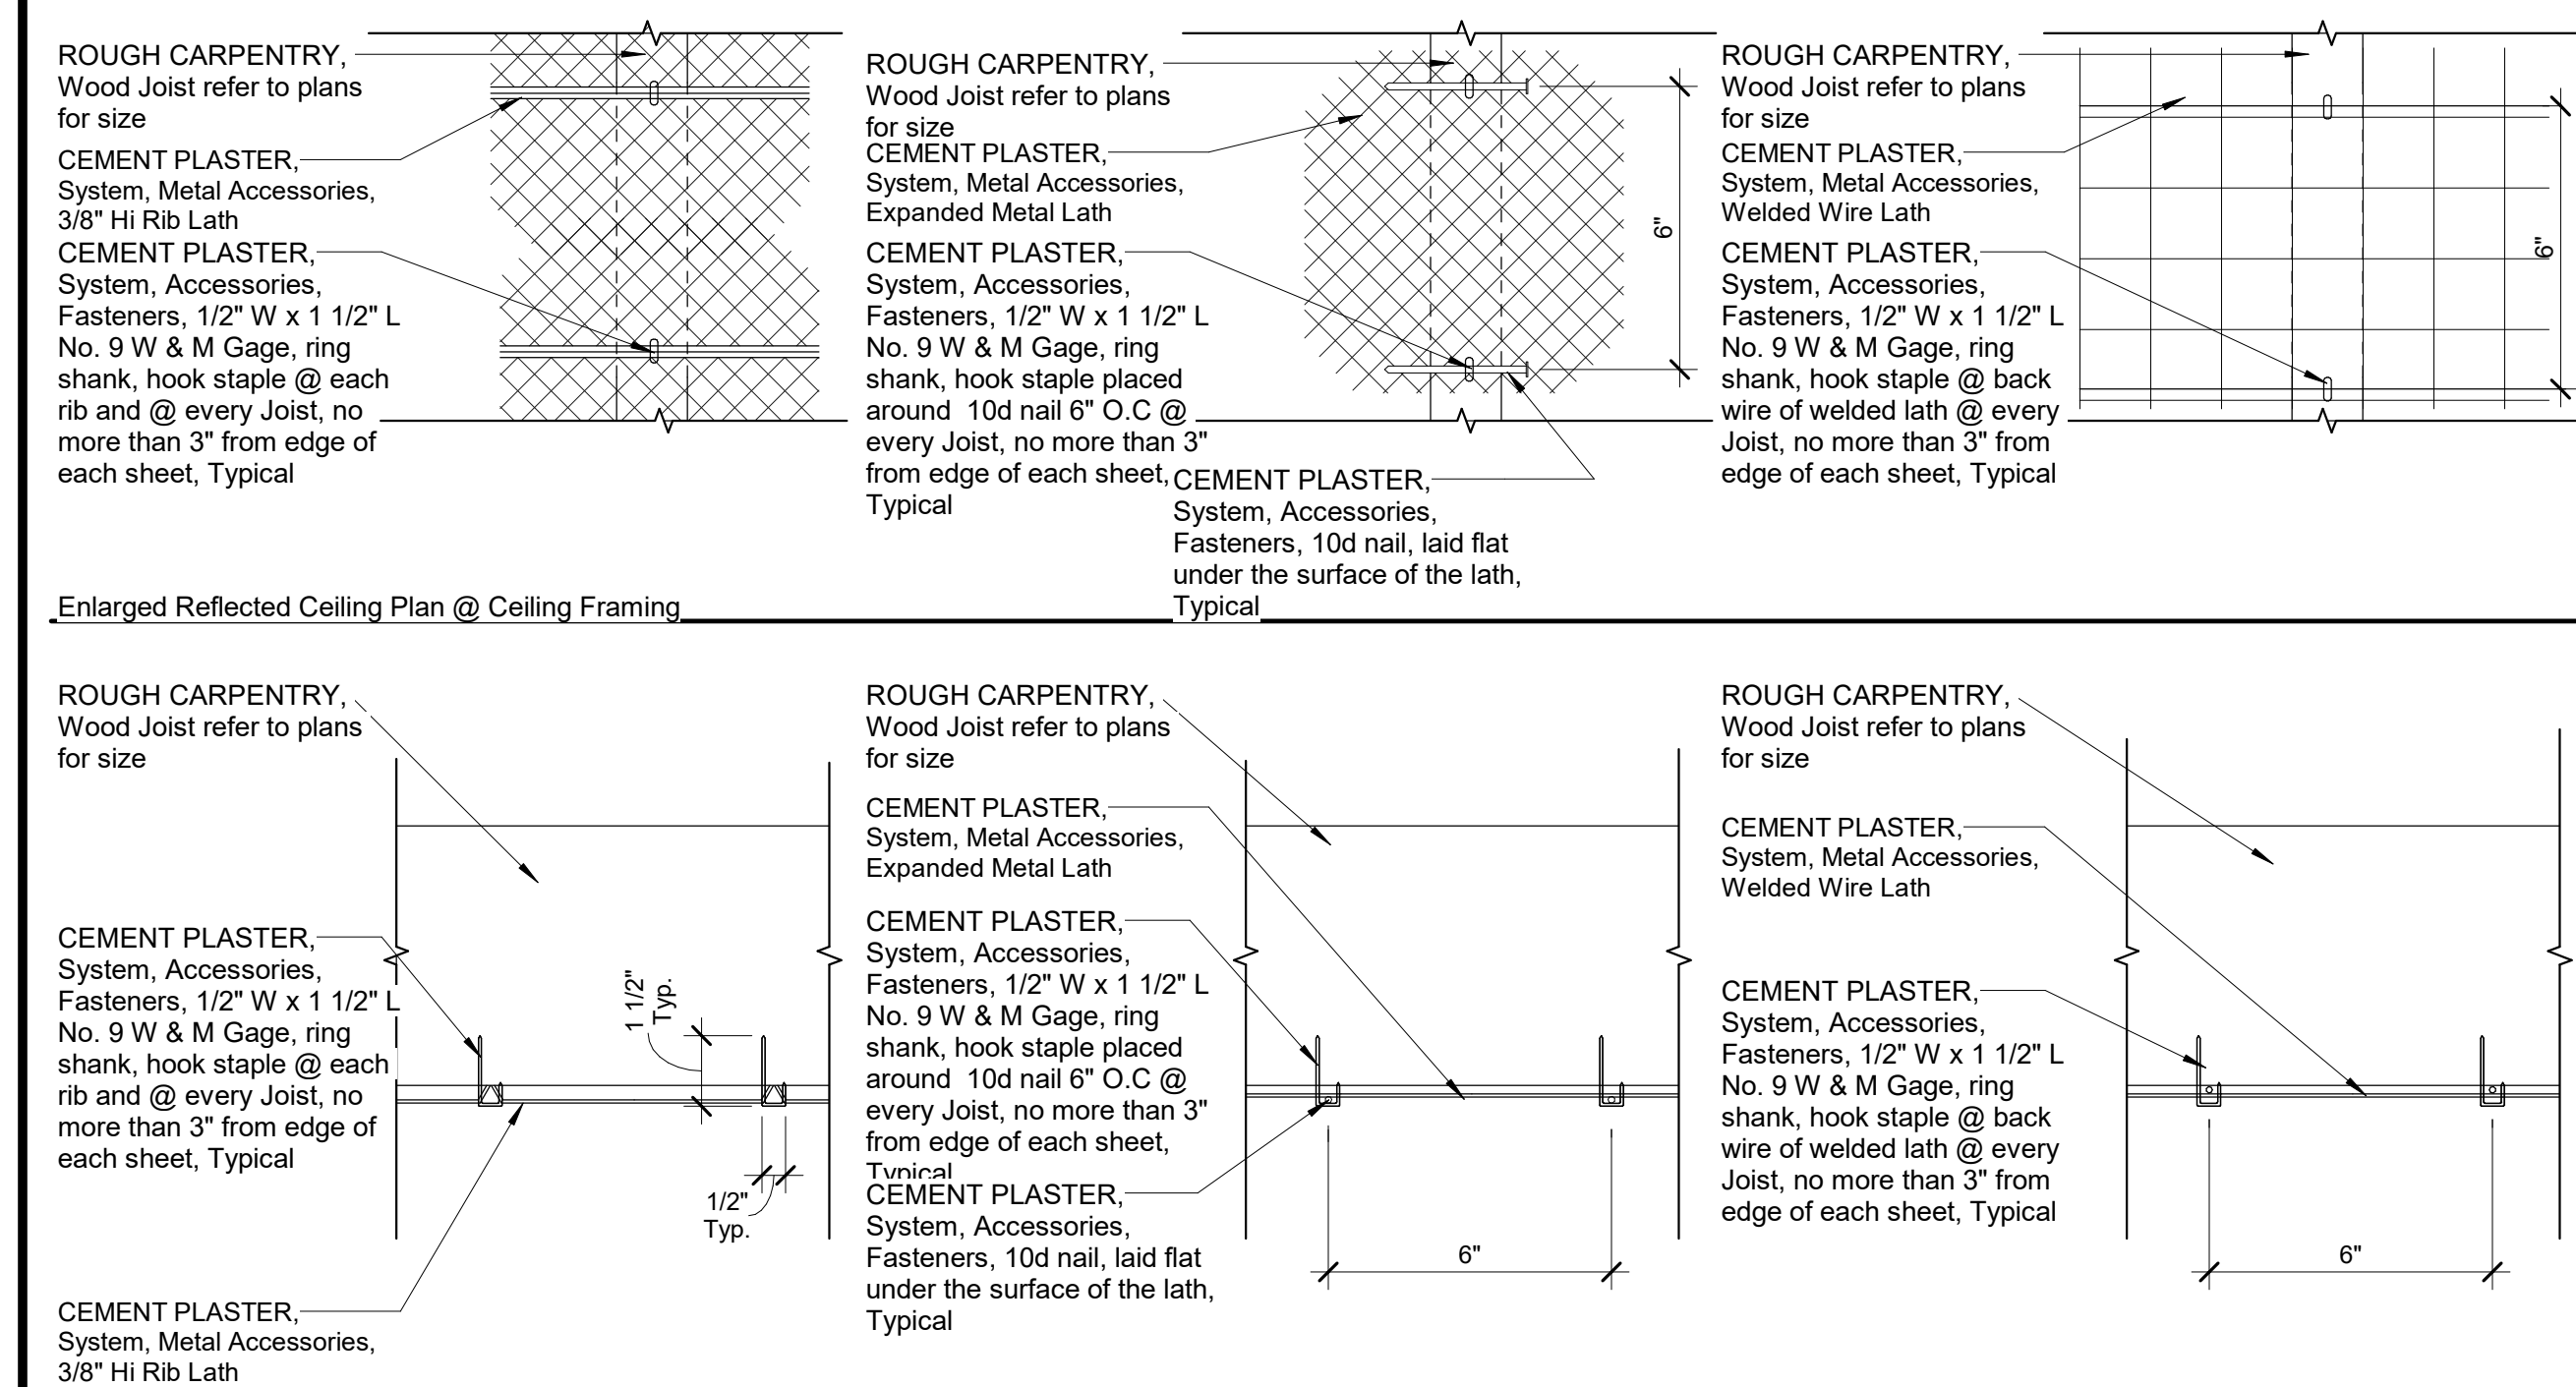 ROUGH CARPENTRY,
Wood Joist refer to plans
for size
CEMENT PLASTER,
System, Metal Accessories,
3/8" Hi Rib Lath
CEMENT PLASTER,
System, Accessories,
Fasteners, 1/2" W x 1 1/2" L
No. 9 W & M Gage, ring
shank, hook staple @ each
rib and @ every Joist, no
more than 3" from edge of
each sheet, Typical
ROUGH CARPENTRY,
Wood Joist refer to plans
for size
CEMENT PLASTER,
System, Metal Accessories,
Expanded Metal Lath
CEMENT PLASTER,
System, Accessories,
Fasteners, 1/2" W x 1 1/2" L
No. 9 W & M Gage, ring
shank, hook staple placed
around 10d nail 6" O.C @
every Joist, no more than 3"
from edge of each sheet,
Typical
6"
CEMENT PLASTER,
System, Accessories,
Fasteners, 10d nail, laid flat
under the surface of the lath,
Typical
ROUGH CARPENTRY,
Wood Joist refer to plans
for size
CEMENT PLASTER,
System, Metal Accessories,
Welded Wire Lath
CEMENT PLASTER,
System, Accessories,
Fasteners, 1/2" W x 1 1/2" L
No. 9 W & M Gage, ring
shank, hook staple @ back
wire of welded lath @ every
Joist, no more than 3" from
edge of each sheet, Typical
6"
Enlarged Reflected Ceiling Plan @ Ceiling Framing
ROUGH CARPENTRY,
Wood Joist refer to plans
for size
CEMENT PLASTER,
System, Accessories,
Fasteners, 1/2" W x 1 1/2" L
No. 9 W & M Gage, ring
shank, hook staple @ each
rib and @ every Joist, no
more than 3" from edge of
each sheet, Typical
1 1/2"
Typ.
1/2"
Typ.
CEMENT PLASTER,
System, Metal Accessories,
3/8" Hi Rib Lath
ROUGH CARPENTRY,
Wood Joist refer to plans
for size
CEMENT PLASTER,
System, Metal Accessories,
Expanded Metal Lath
CEMENT PLASTER,
System, Accessories,
Fasteners, 1/2" W x 1 1/2" L
No. 9 W & M Gage, ring
shank, hook staple placed
around 10d nail 6" O.C @
every Joist, no more than 3"
from edge of each sheet,
Typical
CEMENT PLASTER,
System, Accessories,
Fasteners, 10d nail, laid flat
under the surface of the lath,
Typical
6"
ROUGH CARPENTRY,
Wood Joist refer to plans
for size
CEMENT PLASTER,
System, Metal Accessories,
Welded Wire Lath
CEMENT PLASTER,
System, Accessories,
Fasteners, 1/2" W x 1 1/2" L
No. 9 W & M Gage, ring
shank, hook staple @ back
wire of welded lath @ every
Joist, no more than 3" from
edge of each sheet, Typical
6"